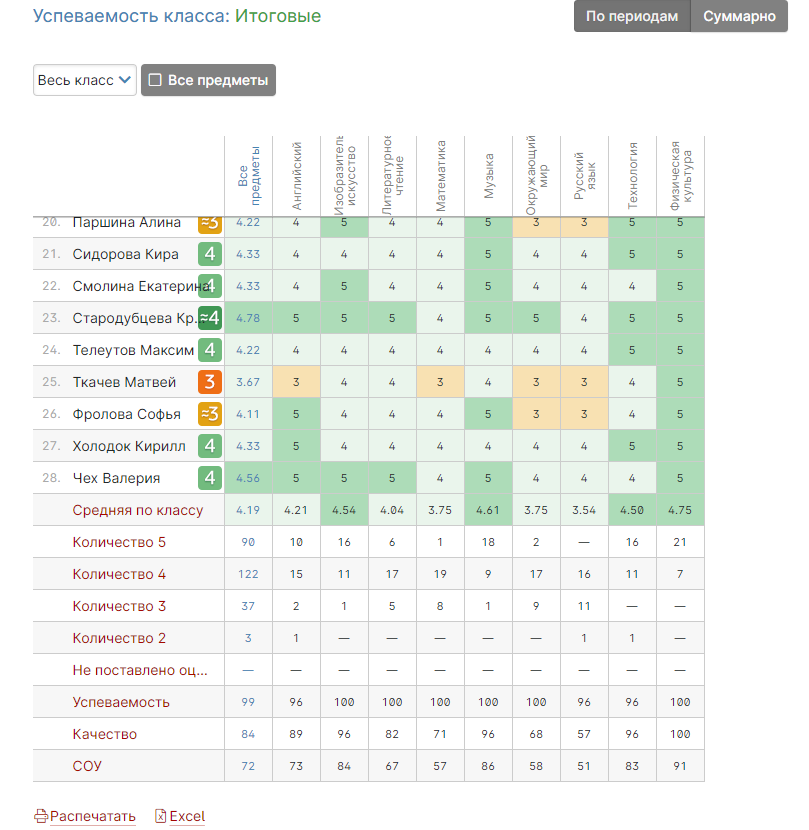 Успеваемость класса: Итоговые
По периодам Суммарно
Весь класс Все предметы
Все предметы Английский Изобразитель искусство Литературное чтение Математика Музыка Окружающий мир Русский язык Технология Физическая культура
20. Паршина Алина ≈3 4.22 4 5 4 4 5 3 3 5 5
21. Сидорова Кира 4 4.33 4 4 4 4 5 4 4 5 5
22. Смолина Екатерина 4 4.33 4 5 4 4 5 4 4 4 5
23. Стародубцева Кр... ≈4 4.78 5 5 5 4 5 5 4 5 5
24. Телеутов Максим 4 4.22 4 4 4 4 4 4 4 5 5
25. Ткачев Матвей 3 3.67 3 4 4 3 4 3 3 4 5
26. Фролова Софья ≈3 4.11 5 4 4 4 5 3 3 4 5
27. Холодок Кирилл 4 4.33 5 4 4 4 4 4 4 5 5
28. Чех Валерия 4 4.56 5 5 5 4 5 4 4 4 5
Средняя по классу 4.19 4.21 4.54 4.04 3.75 4.61 3.75 3.54 4.50 4.75
Количество 5 90 10 16 6 1 18 2 — 16 21
Количество 4 122 15 11 17 19 9 17 16 11 7
Количество 3 37 2 1 5 8 1 9 11 — —
Количество 2 3 1 — — — — — 1 1 —
Не поставлено оц... — — — — — — — — — —
Успеваемость 99 96 100 100 100 100 100 96 96 100
Качество 84 89 96 82 71 96 68 57 96 100
СОУ 72 73 84 67 57 86 58 51 83 91
Распечатать Excel